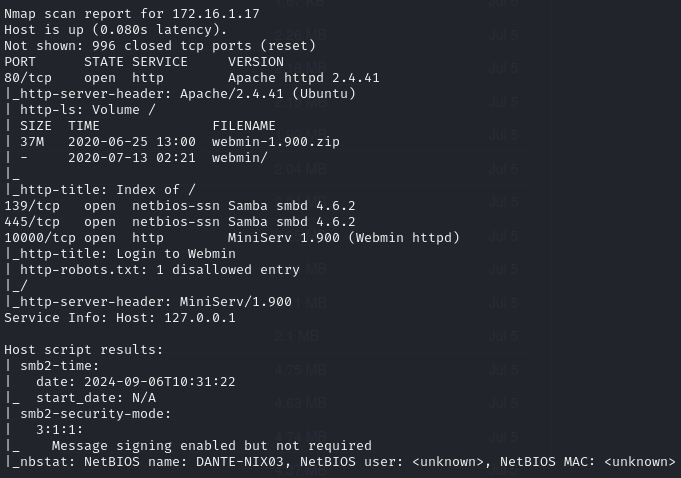 Nmap scan report for 172.16.1.17
Host is up (0.080s latency).
Not shown: 996 closed tcp ports (reset)
PORT      STATE SERVICE     VERSION
80/tcp    open  http        Apache httpd 2.4.41
|_http-server-header: Apache/2.4.41 (Ubuntu)
| http-ls: Volume /
| SIZE  TIME              FILENAME
| 37M   2020-06-25 13:00  webmin-1.900.zip
| -     2020-07-13 02:21  webmin/
|_
|_http-title: Index of /
139/tcp   open  netbios-ssn Samba smbd 4.6.2
445/tcp   open  netbios-ssn Samba smbd 4.6.2
10000/tcp open  http        MiniServ 1.900 (Webmin httpd)
|_http-title: Login to Webmin
| http-robots.txt: 1 disallowed entry
|_/
|_http-server-header: MiniServ/1.900
Service Info: Host: 127.0.0.1

Host script results:
| smb2-time:
|   date: 2024-09-06T10:31:22
|_  start_date: N/A
| smb2-security-mode:
|   3:1:1:
|_    Message signing enabled but not required
|_nbstat: NetBIOS name: DANTE-NIX03, NetBIOS user: <unknown>, NetBIOS MAC: <unknown>